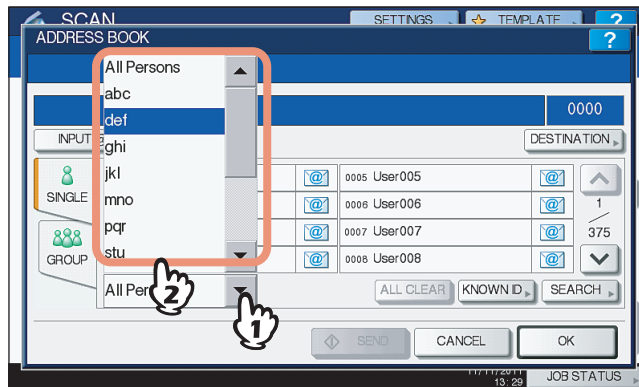 SCAN
SETTINGS
TEMPLATE
?
ADDRESS BOOK
?
All Persons
abc
def
ghi
jkl
mno
pqr
stu
0000
INPUT
DESTINATION
SINGLE
GROUP
@ 0005 User005 @
@ 0006 User006 @
@ 0007 User007 @
@ 0008 User008 @
1
375
All Per
2
1
ALL CLEAR
KNOWN ID
SEARCH
SEND
CANCEL
OK
13:29
JOB STATUS